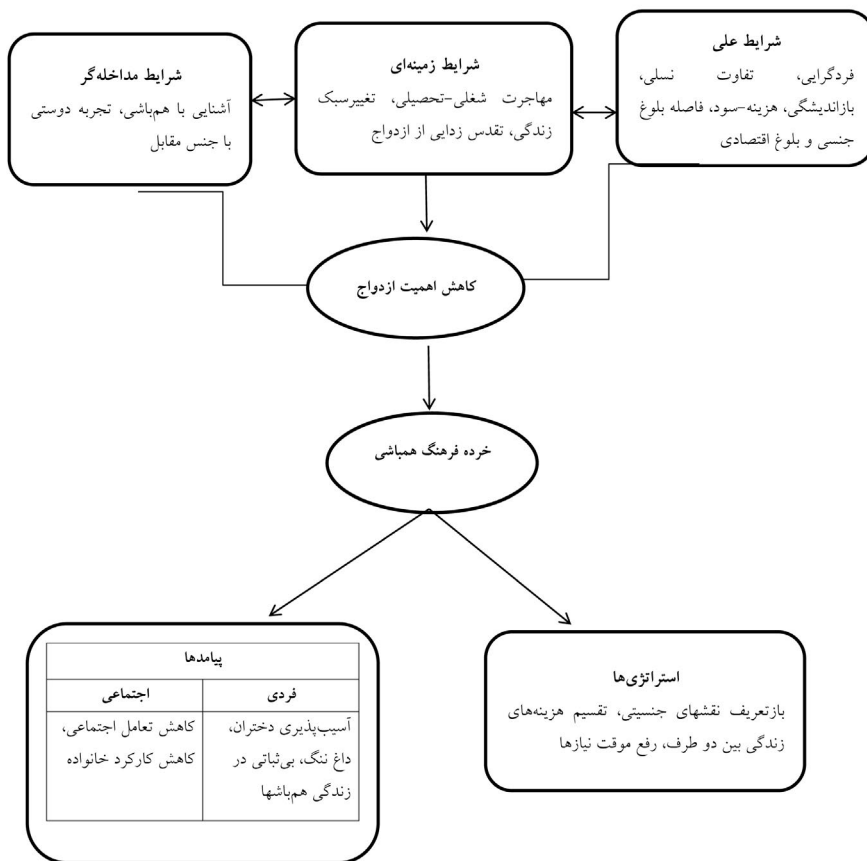 شرایط علی
فردگرایی، تفاوت نسلی،
بازاندیشگی، هزینه-سود، فاصله بلوغ
جنسی و بلوغ اقتصادی
شرایط زمینه‌ای
مهاجرت شغلی-تحصیلی، تغییرسبک
زندگی، تقدس زدایی از ازدواج
شرایط مداخله‌گر
آشنایی با هم‌باشی، تجربه دوستی
با جنس مقابل
کاهش اهمیت ازدواج
خرده فرهنگ همباشی
استراتژی‌ها
بازتعریف نقشهای جنسیتی، تقسیم هزینه‌های
زندگی بین دو طرف، رفع موقت نیازها
پیامدها
فردی
اجتماعی
آسیب‌پذیری دختران،
داغ ننگ، بی‌ثباتی در
زندگی هم‌باشها
کاهش تعامل اجتماعی،
کاهش کارکرد خانواده